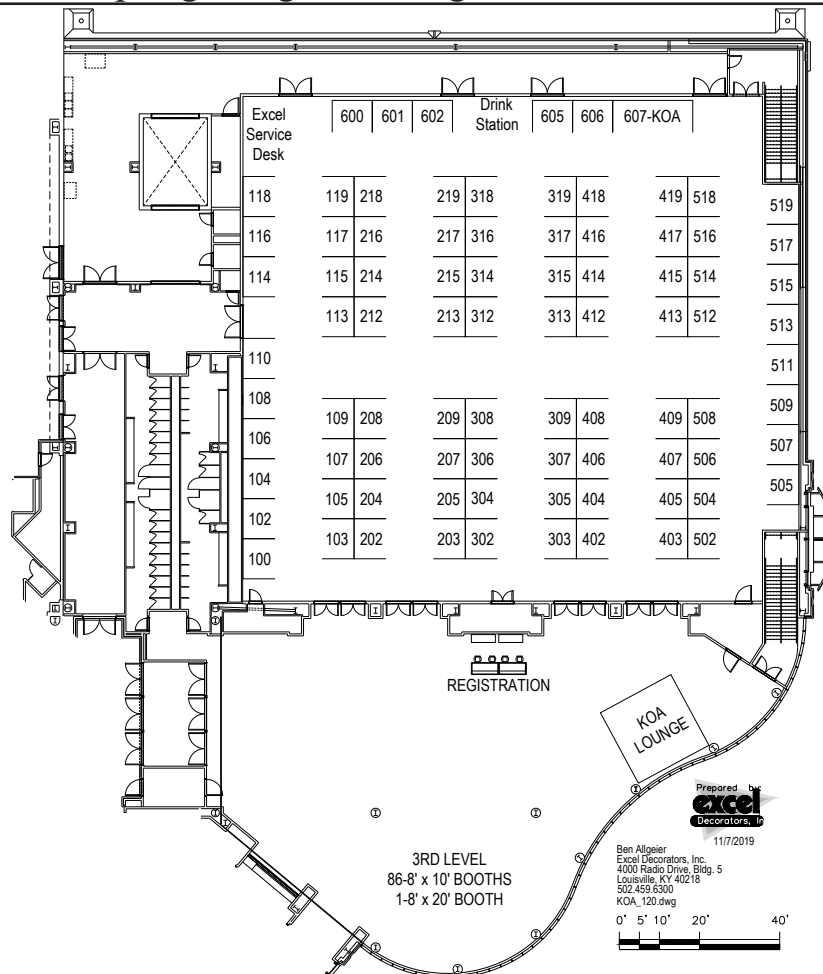 Excel
Service
Desk
600 601 602
Drink
Station
605 606 607-KOA
118 119 218 219 318 319 418 419 518 519
116 117 216 217 316 317 416 417 516 517
114 115 214 215 314 315 414 415 514 515
113 212 213 312 313 412 413 512 513
110 511
108 509
109 208 209 308 309 408 409 508
106 107 206 207 306 307 406 407 506 507
104 105 204 205 304 305 404 405 504 505
102 103 202 203 302 303 402 403 502
100
REGISTRATION
KOA
LOUNGE
Prepared by:
excel
Decorators, In
11/7/2019
3RD LEVEL
86-8' x 10' BOOTHS
1-8' x 20' BOOTH
Ben Allgeier
Excel Decorators, Inc.
4000 Radio Drive, Bldg. 5
Louisville, KY 40218
502.459.6300
KOA_120.dwg
0' 5' 10' 20' 40'